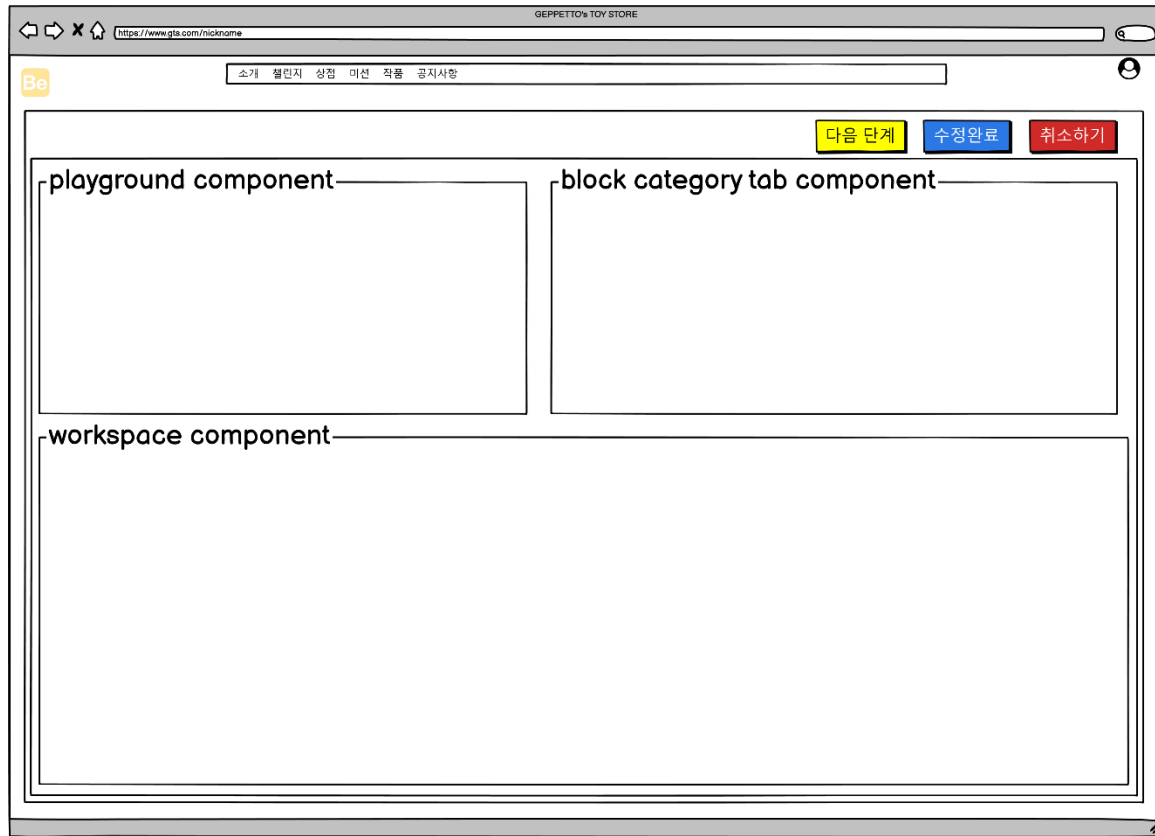 GEPPETTO's TOY STORE
https://www.gts.com/nickname
Be
소개 챌린지 상점 미션 작품 공지사항
다음 단계 수정완료 취소하기
playground component block category tab component
workspace component